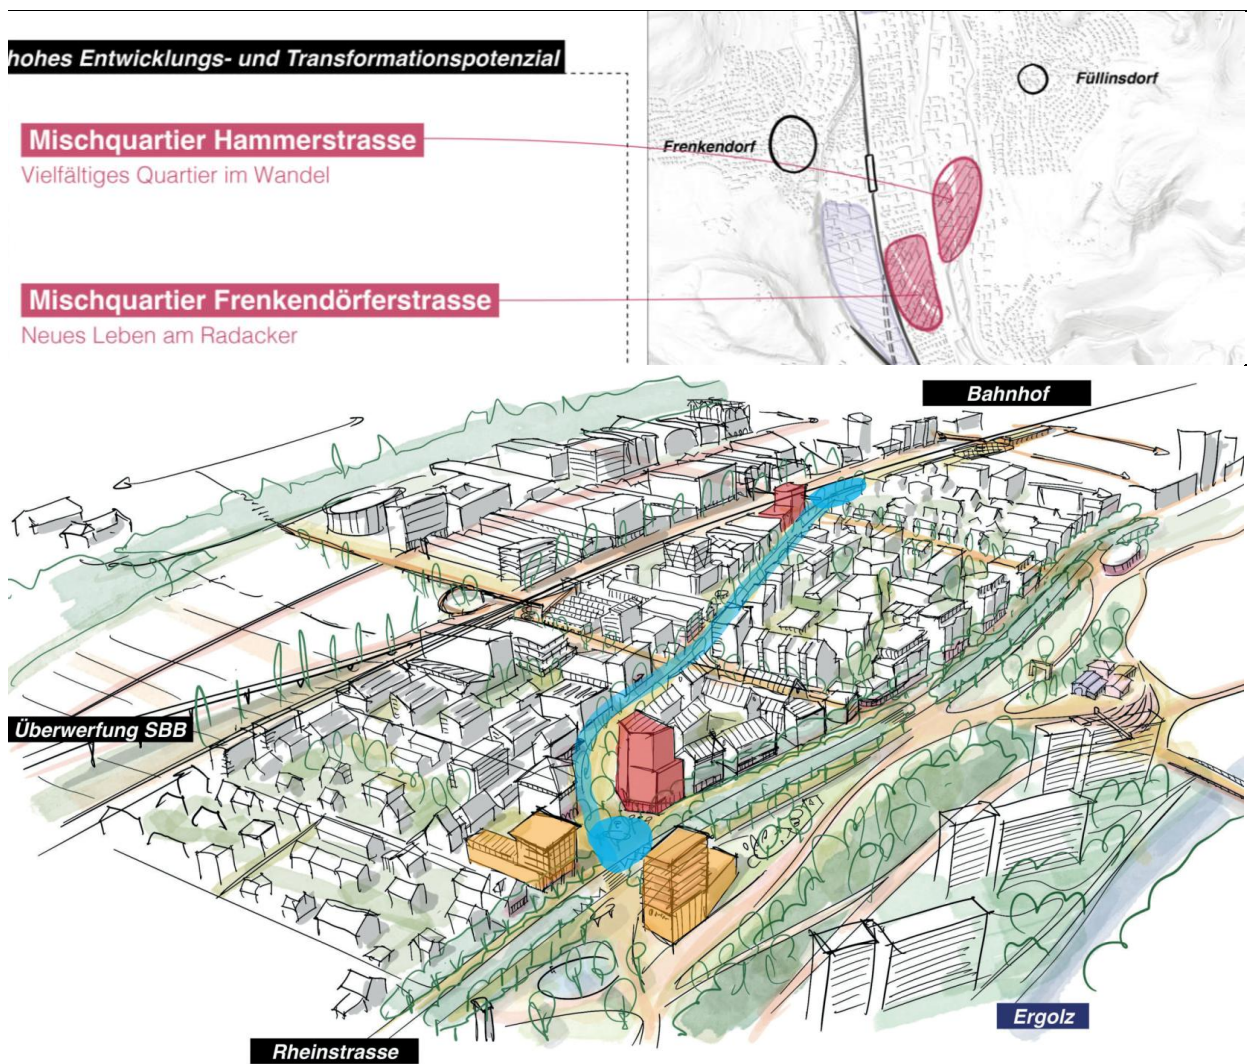 hohes Entwicklungs- und Transformationspotenzial
Mischquartier Hammerstrasse
Vielfältiges Quartier im Wandel
Mischquartier Frenkendörferstrasse
Neues Leben am Radacker
Füllinsdorf
Frenkendorf
Bahnhof
Überwerfung SBB
Ergolz
Rheinstrasse